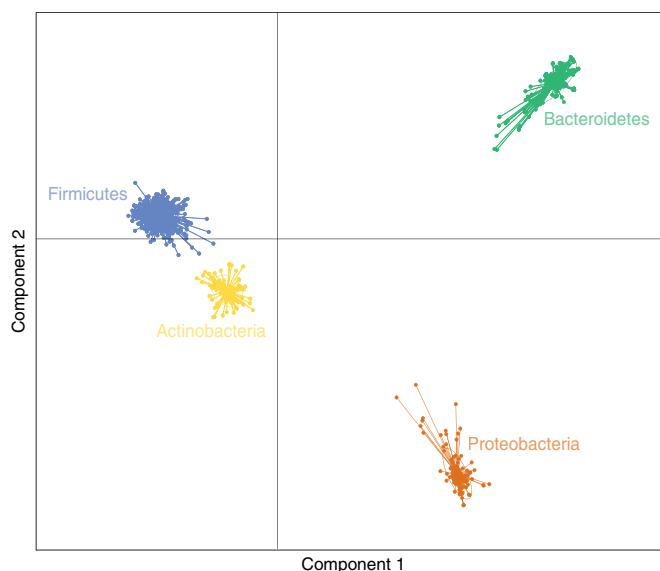 Bacteroidetes
Firmicutes
Component 2
Actinobacteria
Proteobacteria
Component 1